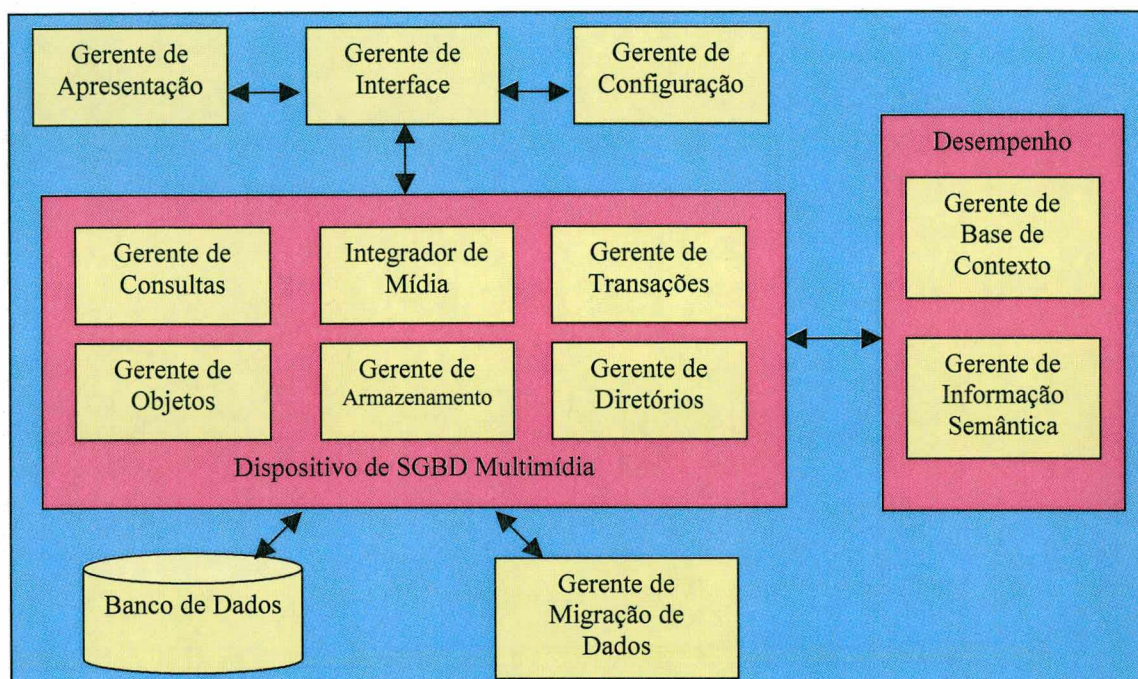 Gerente de
Apresentação
Gerente de
Interface
Gerente de
Configuração
Desempenho
Gerente de
Base de
Contexto
Gerente de
Informação
Semântica
Gerente de
Consultas
Integrador de
Mídia
Gerente de
Transações
Gerente de
Objetos
Gerente de
Armazenamento
Gerente de
Diretórios
Dispositivo de SGBD Multimídia
Banco de Dados
Gerente de
Migração de
Dados